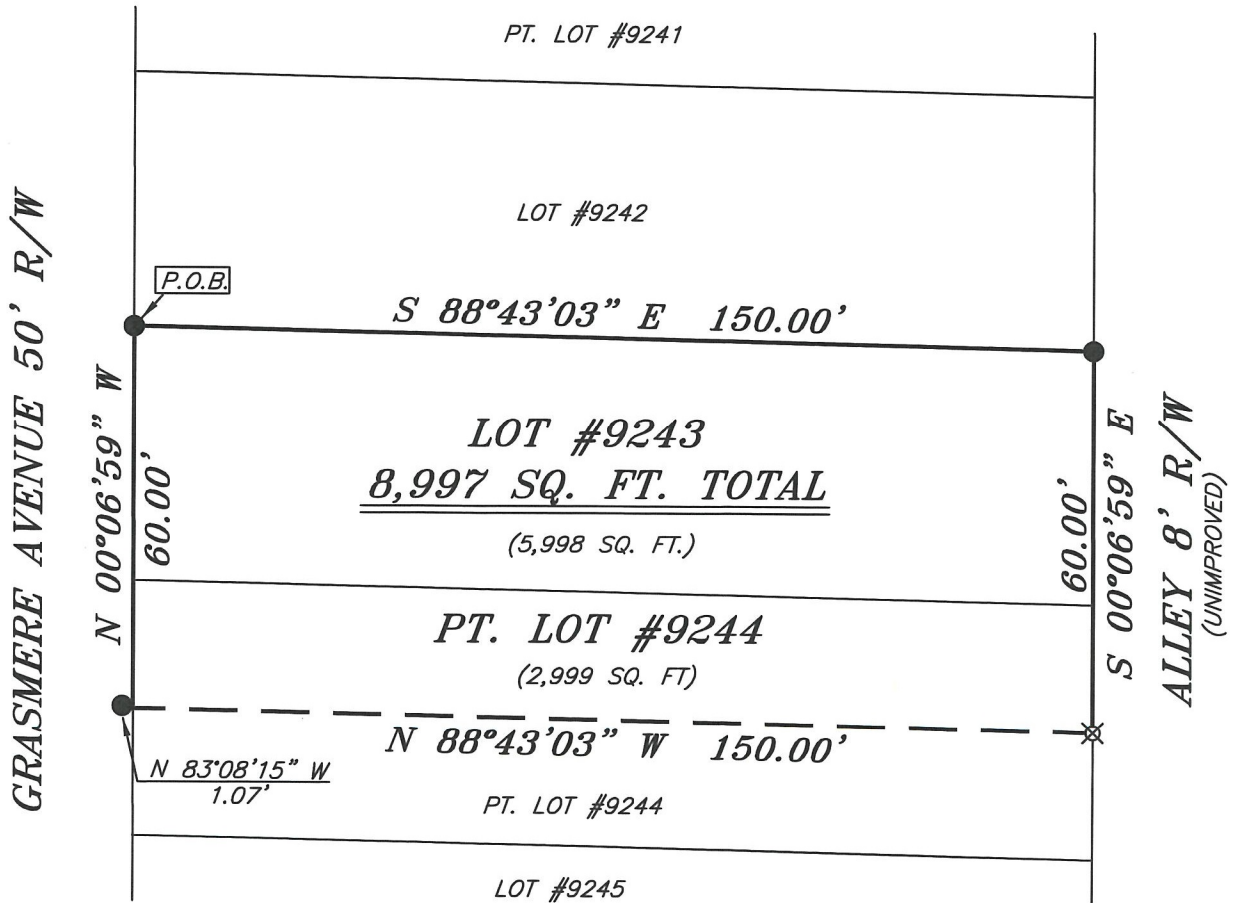 PT. LOT #9241
LOT #9242
P.O.B.
S 88°43'03" E 150.00'
GRASMERE AVENUE 50' R/W
N 00°06'59" W
60.00'
LOT #9243
8,997 SQ. FT. TOTAL
(5,998 SQ. FT.)
60.00'
S 00°06'59" E
ALLEY 8' R/W
(UNIMPROVED)
PT. LOT #9244
(2,999 SQ. FT)
N 88°43'03" W 150.00'
N 83°08'15" W
1.07'
PT. LOT #9244
LOT #9245